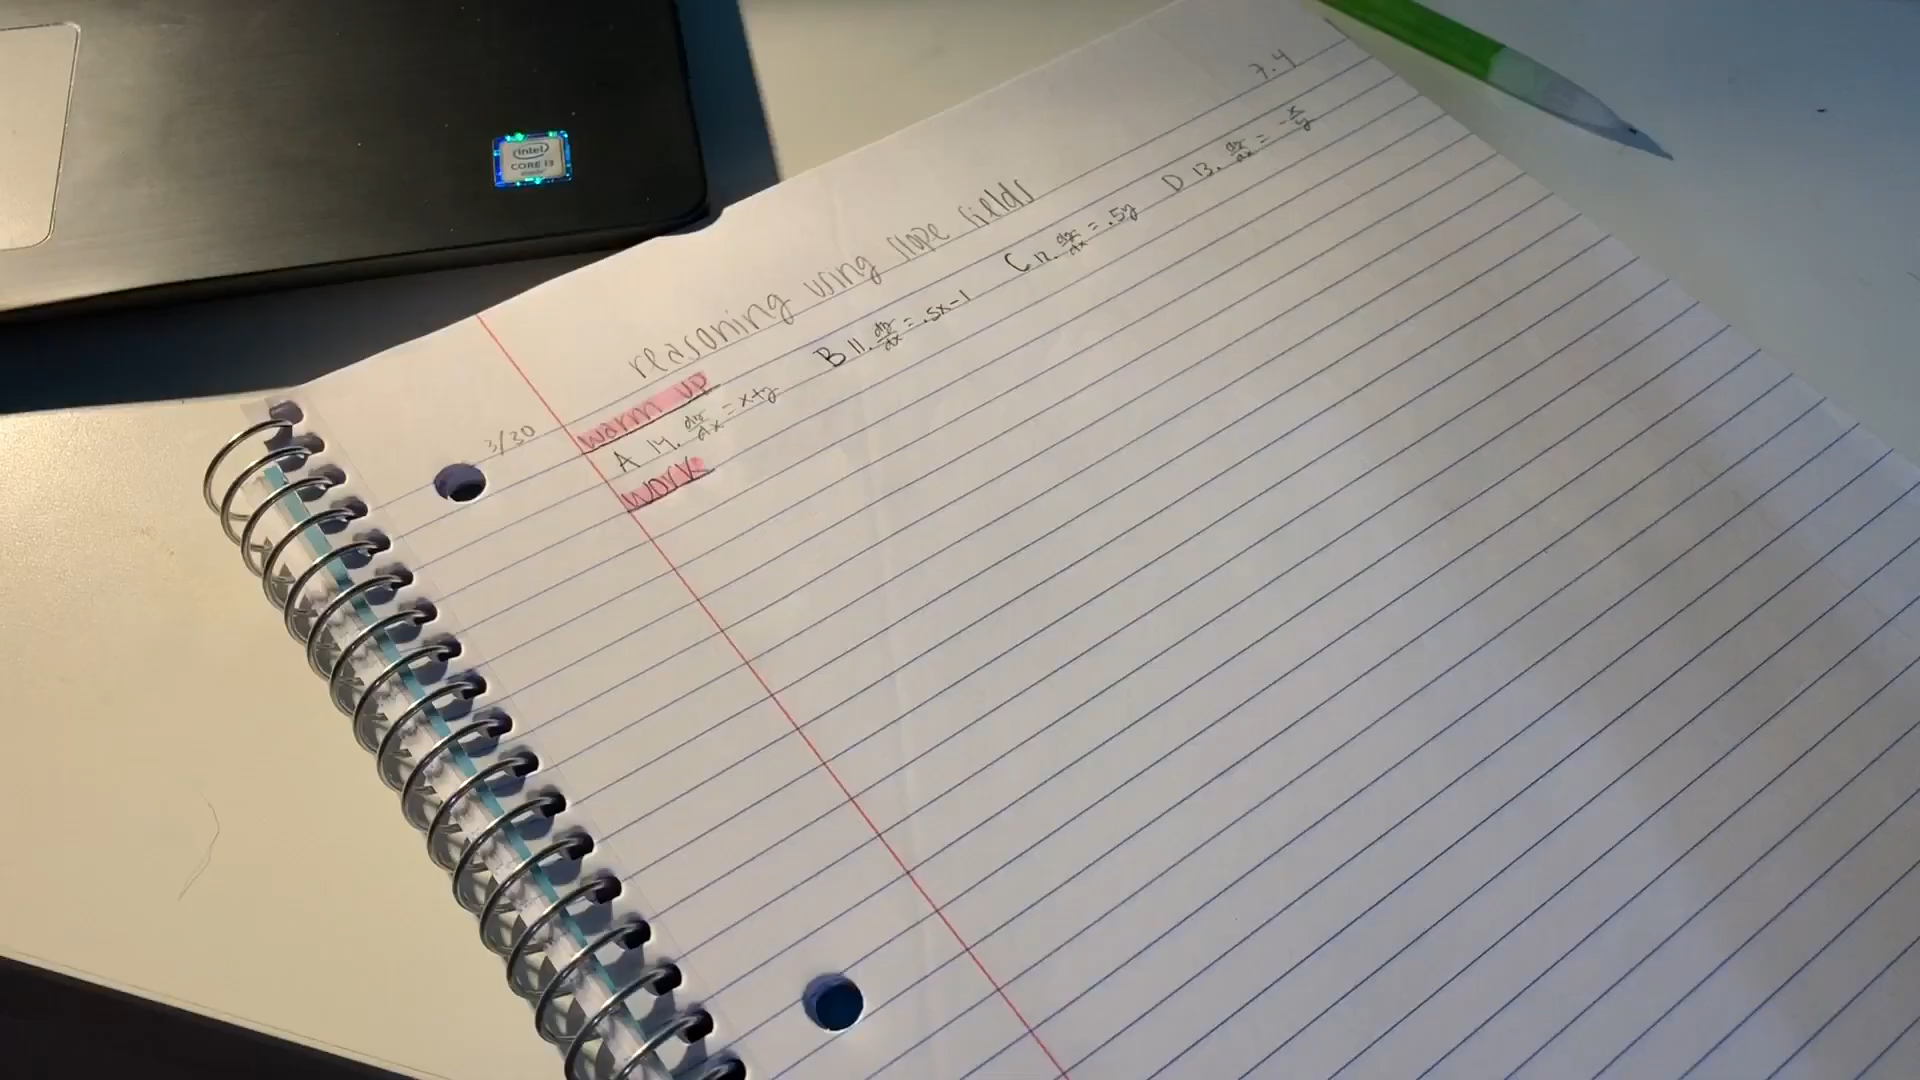 intel
CORE i3
7.4
reasoning using slope fields
3/30
warm up
A 14. dy/dx = x+y B 11. dy/dx = .5x-1 C 12. dy/dx = .5y D 13. dy/dx = -x/y
work